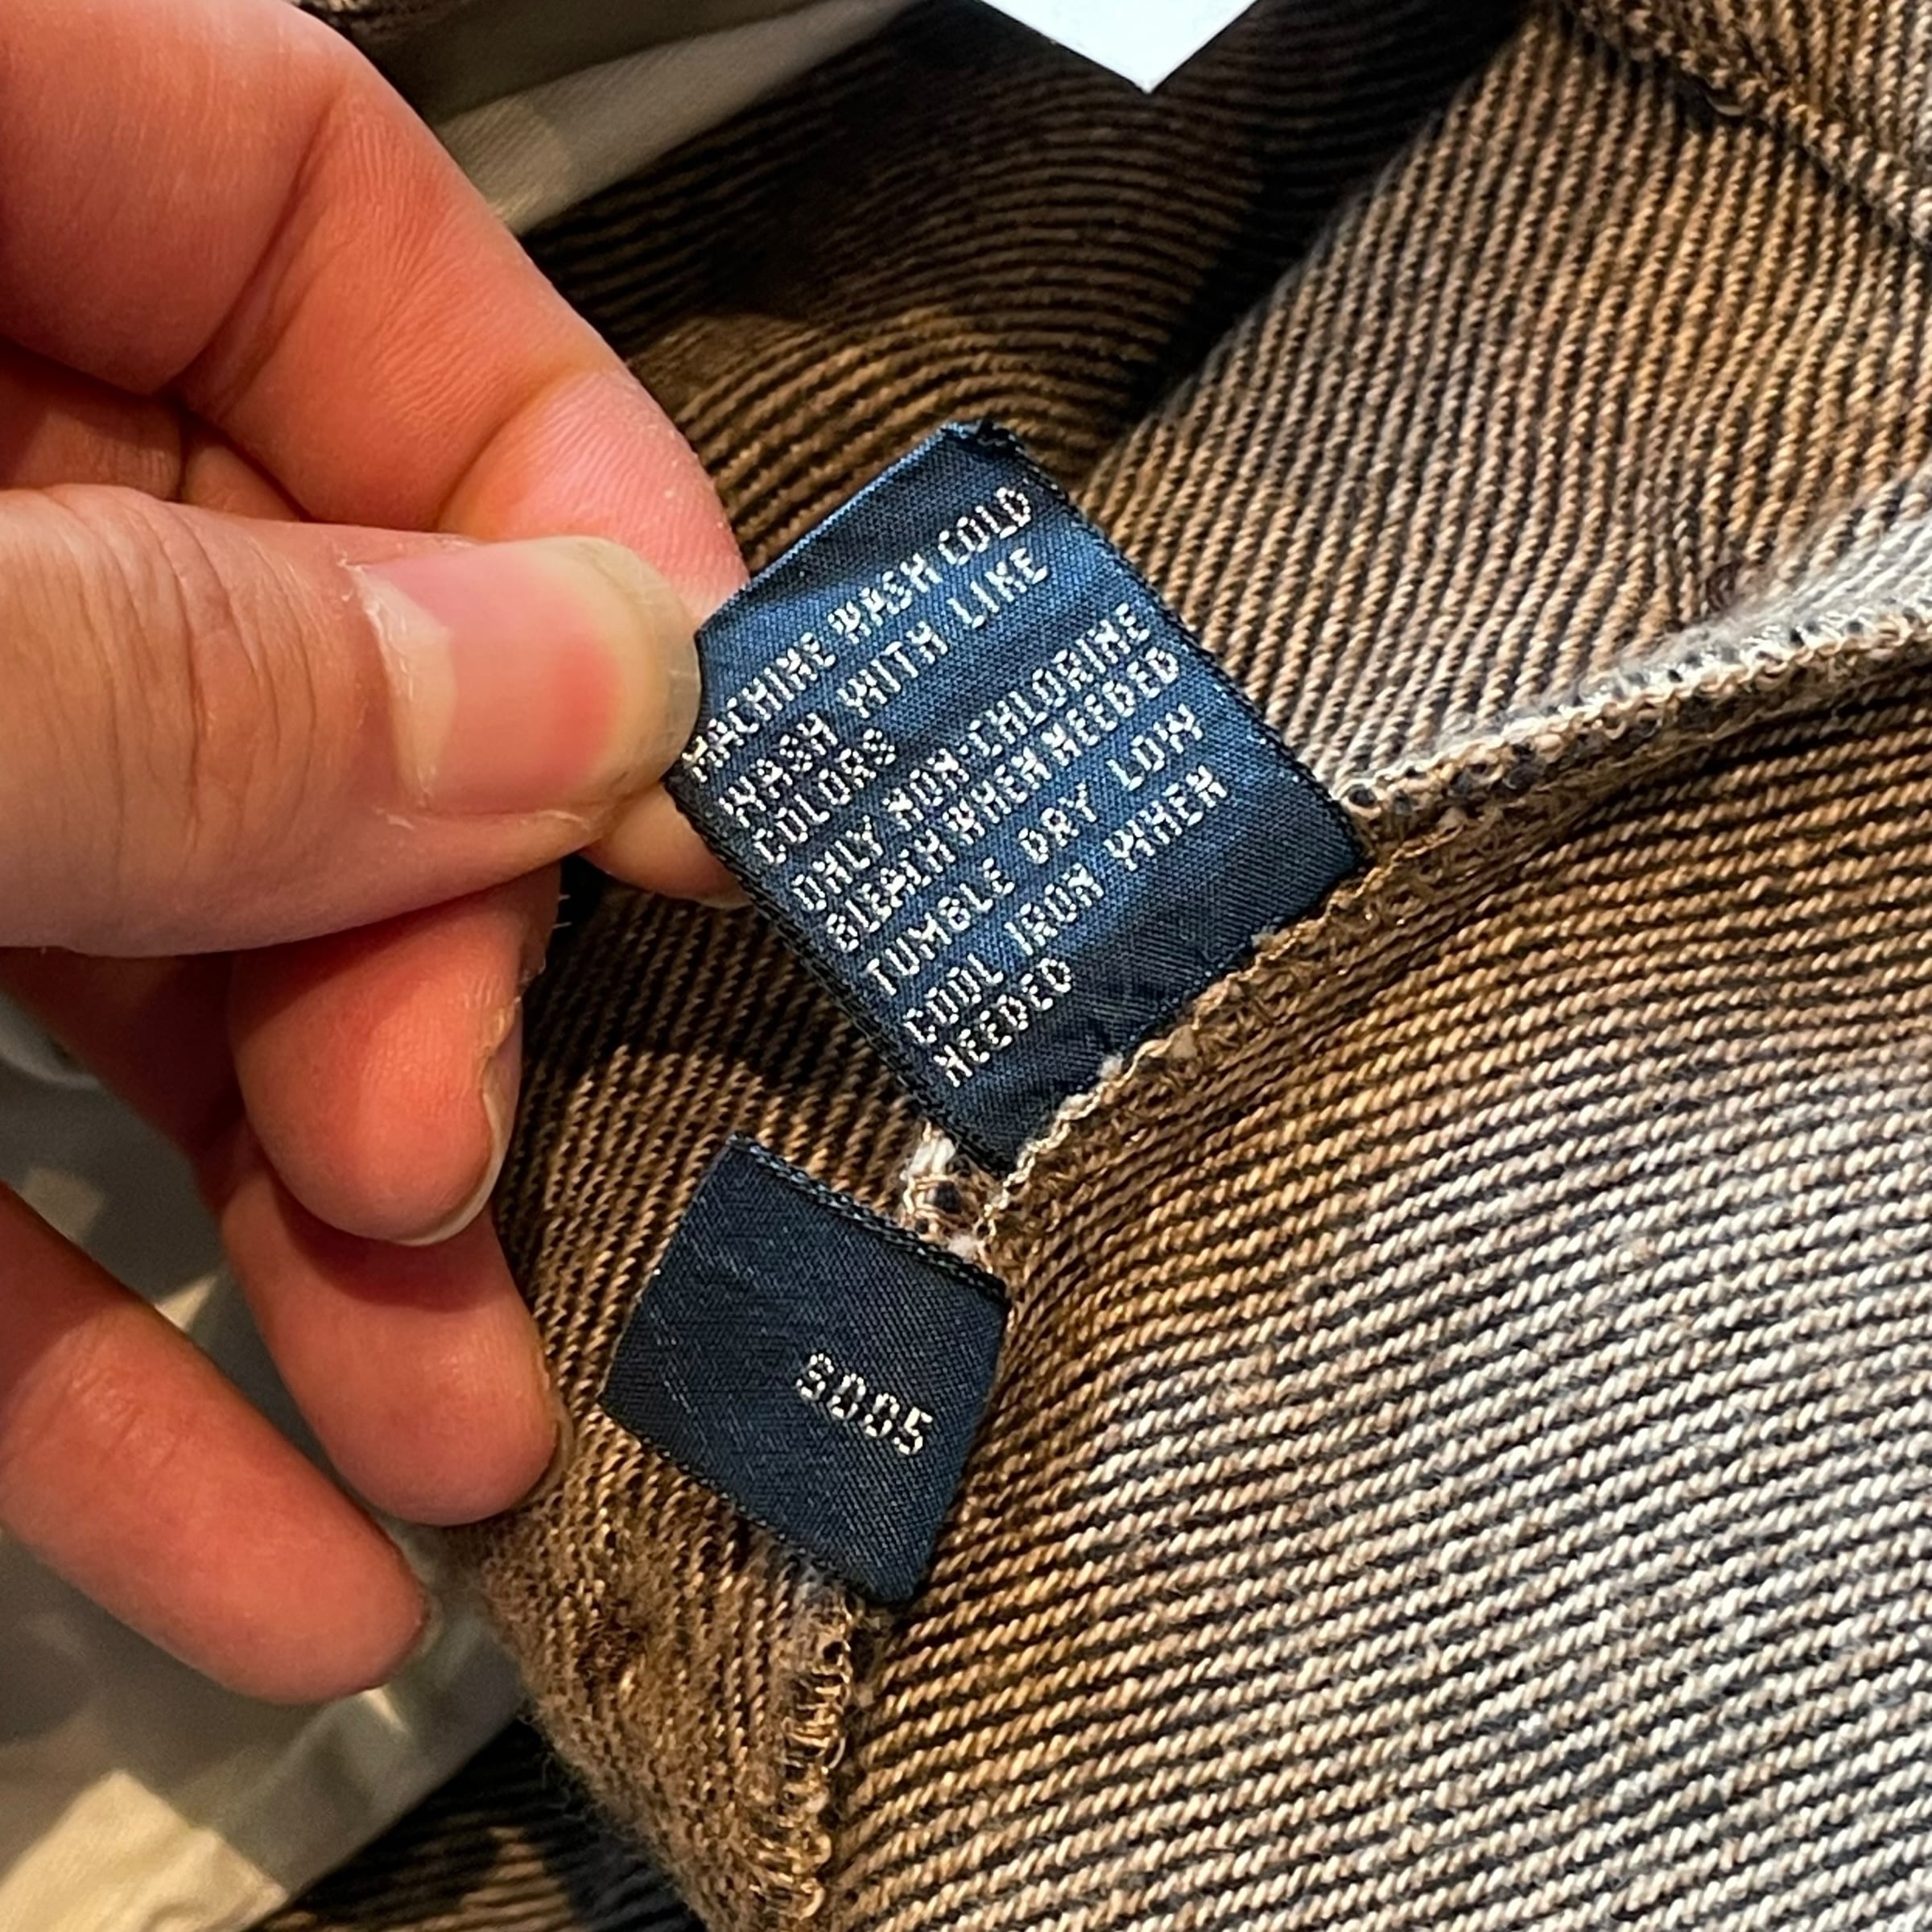 MACHINE WASH COLD
WASH WITH LIKE
COLORS
ONLY NON-CHLORINE
BLEACH WHEN NEEDED
TUMBLE DRY LOW
COOL IRON WHEN
NEEDED
8005